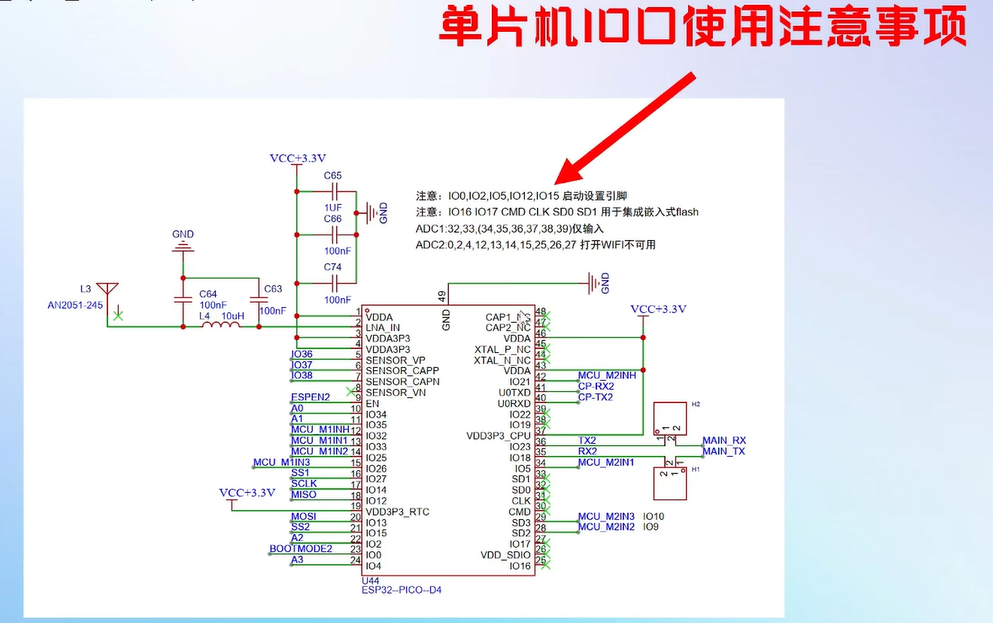 单片机IO口使用注意事项
VCC+3.3V
C65
1UF
C66
100nF
C74
100nF
GND
注意：IO0,IO2,IO5,IO12,IO15 启动设置引脚
注意：IO16 IO17 CMD CLK SD0 SD1 用于集成嵌入式flash
ADC1:32,33,(34,35,36,37,38,39)仅输入
ADC2:0,2,4,12,13,14,15,25,26,27 打开WIFI不可用
GND
L3
AN2051-245
C64
100nF
L4 10uH
C63
100nF
GND
49
GND
VCC+3.3V
1 VDDA
2 LNA_IN
3 VDDA3P3
4 VDDA3P3
IO36 5 SENSOR_VP
IO37 6 SENSOR_CAPP
IO38 7 SENSOR_CAPN
8 SENSOR_VN
ESPEN2 9 EN
A0 10 IO34
A1 11 IO35
MCU_M1INH 12 IO32
MCU_M1IN1 13 IO33
MCU_M1IN2 14 IO25
MCU_M1IN3 15 IO26
SS1 16 IO27
SCLK 17 IO14
MISO 18 IO12
VCC+3.3V
19 VDD3P3_RTC
MOSI 20 IO13
SS2 21 IO15
A2 22 IO2
BOOTMODE2 23 IO0
A3 24 IO4
48
CAP2_NC 47
VDDA 46
XTAL_P_NC 45
XTAL_N_NC 44
VDDA 43
IO21 42 MCU_M2INH
U0TXD 41 CP-RX2
U0RXD 40 CP-TX2
IO22 39
IO19 38
VDD3P3_CPU 37
IO23 36 TX2
IO18 35 RX2
IO5 34 MCU_M2IN1
SD1 33
SD0 32
CLK 31
CMD 30
SD3 29 MCU_M2IN3 IO10
SD2 28 MCU_M2IN2 IO9
IO17 27
VDD_SDIO 26
IO16 25
H2
1 2
1 2
MAIN_RX
MAIN_TX
2 1
2 1
H1
U44
ESP32--PICO--D4